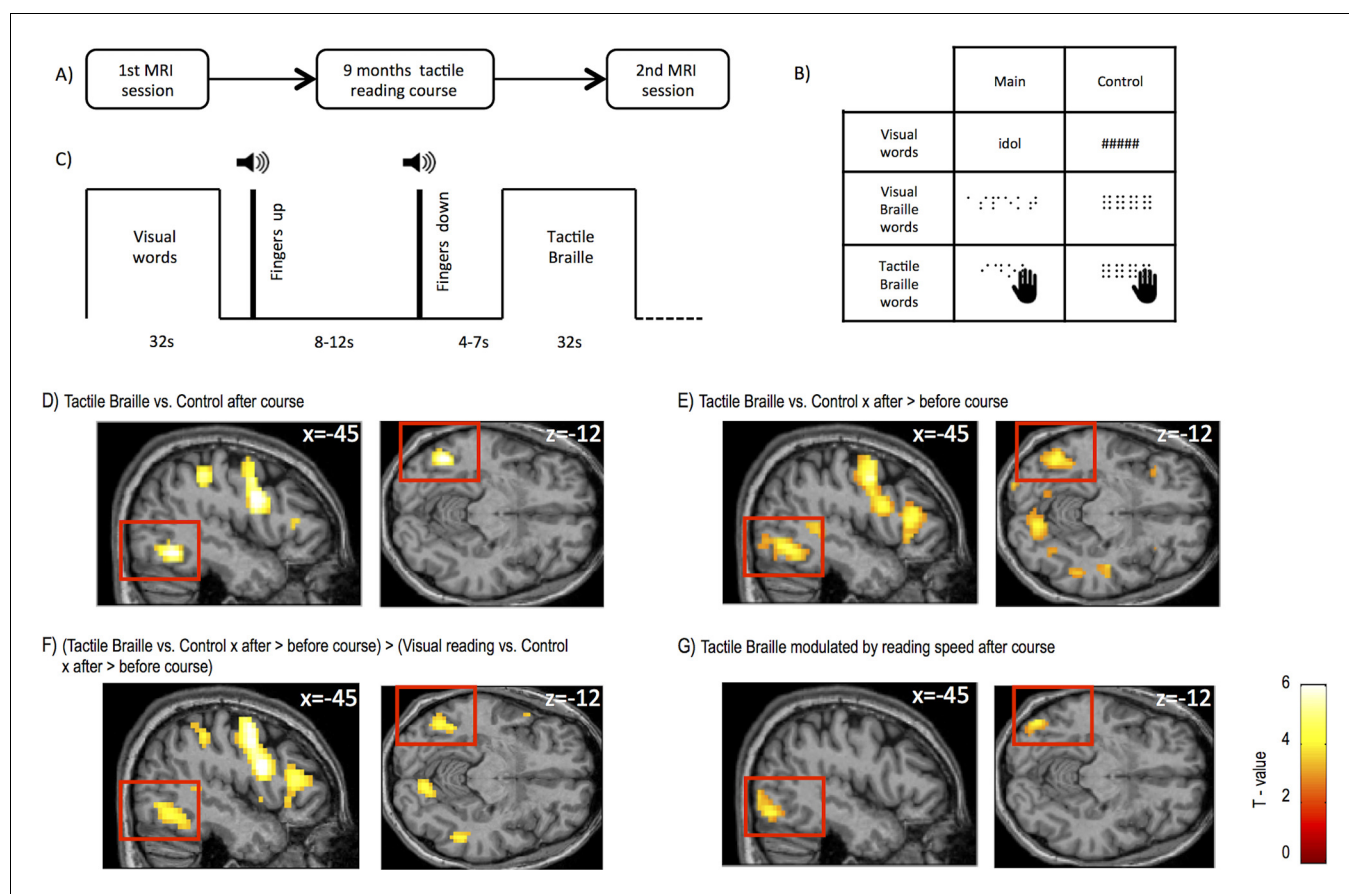 A)
1st MRI
session
9 months tactile
reading course
2nd MRI
session
B)
Main
Control
Visual
words
idol
#####
Visual
Braille
words
Tactile
Braille
words
C)
Visual
words
Fingers up
Fingers down
Tactile
Braille
32s
8-12s
4-7s
32s
D) Tactile Braille vs. Control after course
x=-45
z=-12
E) Tactile Braille vs. Control x after > before course
x=-45
z=-12
F) (Tactile Braille vs. Control x after > before course) > (Visual reading vs. Control
x after > before course)
x=-45
z=-12
G) Tactile Braille modulated by reading speed after course
x=-45
z=-12
6
4
2
0
T - value